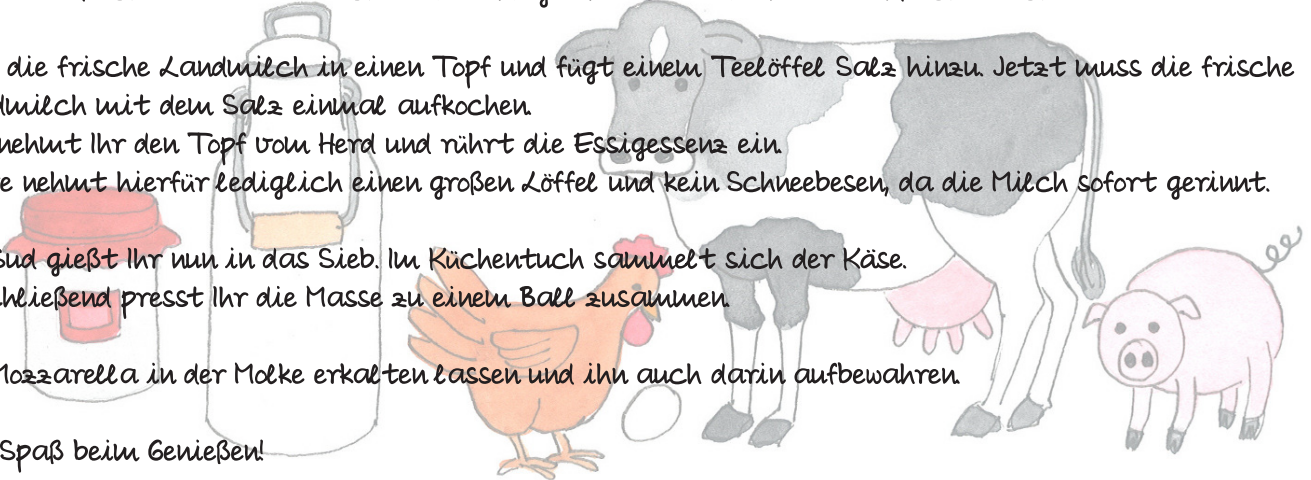 die frische Landmilch in einen Topf und fügt einem Teelöffel Salz hinzu. Jetzt muss die frische
mit dem Salz einmal aufkochen.
nehmt Ihr den Topf vom Herd und rührt die Essigessenz ein.
nehmt hierfür lediglich einen großen Löffel und kein Schneebesen, da die Milch sofort gerinnt.
gießt Ihr nun in das Sieb. Im Küchentuch sammelt sich der Käse.
presst Ihr die Masse zu einem Ball zusammen.
Mozzarella in der Molke erkalten lassen und ihn auch darin aufbewahren.
Spaß beim Genießen!